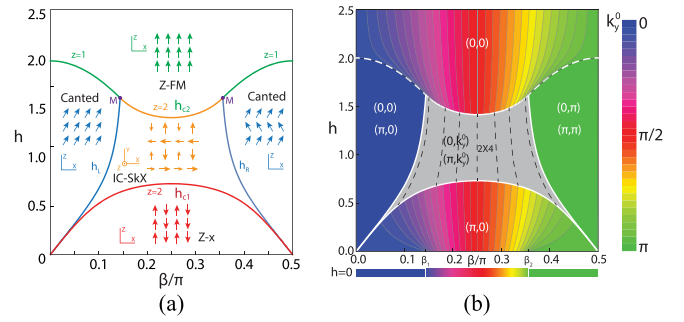 2.5
z=1
z
x
z=1
2.0
Z-FM
Canted
M
M
Canted
1.5
z=2 h_c2
h
1.0
z
x
h_L
h_R
z
x
IC-SkX
z=2 h_c1
0.5
z
x
Z-x
0
0.1
0.2
0.3
0.4
0.5
β/π
(a)
2.5
2.0
1.5
h
1.0
0.5
0.0
(0,0)
(0,0)
(π,0)
(0,π)
(π,π)
(0,k_y^0)
(π,k_y^0)
2X4
(π,0)
0.0
0.1
0.2
0.3
0.4
0.5
β₁
β/π
β₂
h=0
(b)
k_y^0
0
π/2
π